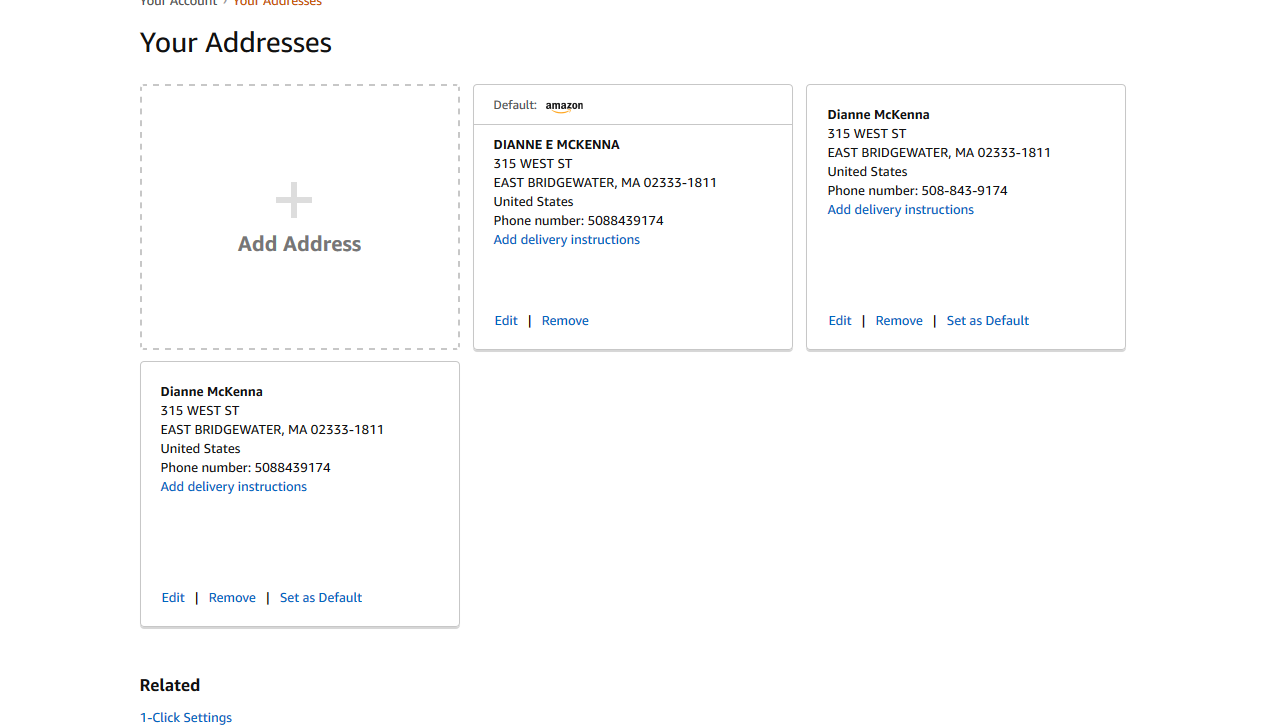 Your Account › Your Addresses
Your Addresses
Add Address
Default: amazon
DIANNE E MCKENNA
315 WEST ST
EAST BRIDGEWATER, MA 02333-1811
United States
Phone number: 5088439174
Add delivery instructions
Edit | Remove
Dianne McKenna
315 WEST ST
EAST BRIDGEWATER, MA 02333-1811
United States
Phone number: 508-843-9174
Add delivery instructions
Edit | Remove | Set as Default
Dianne McKenna
315 WEST ST
EAST BRIDGEWATER, MA 02333-1811
United States
Phone number: 5088439174
Add delivery instructions
Edit | Remove | Set as Default
Related
1-Click Settings